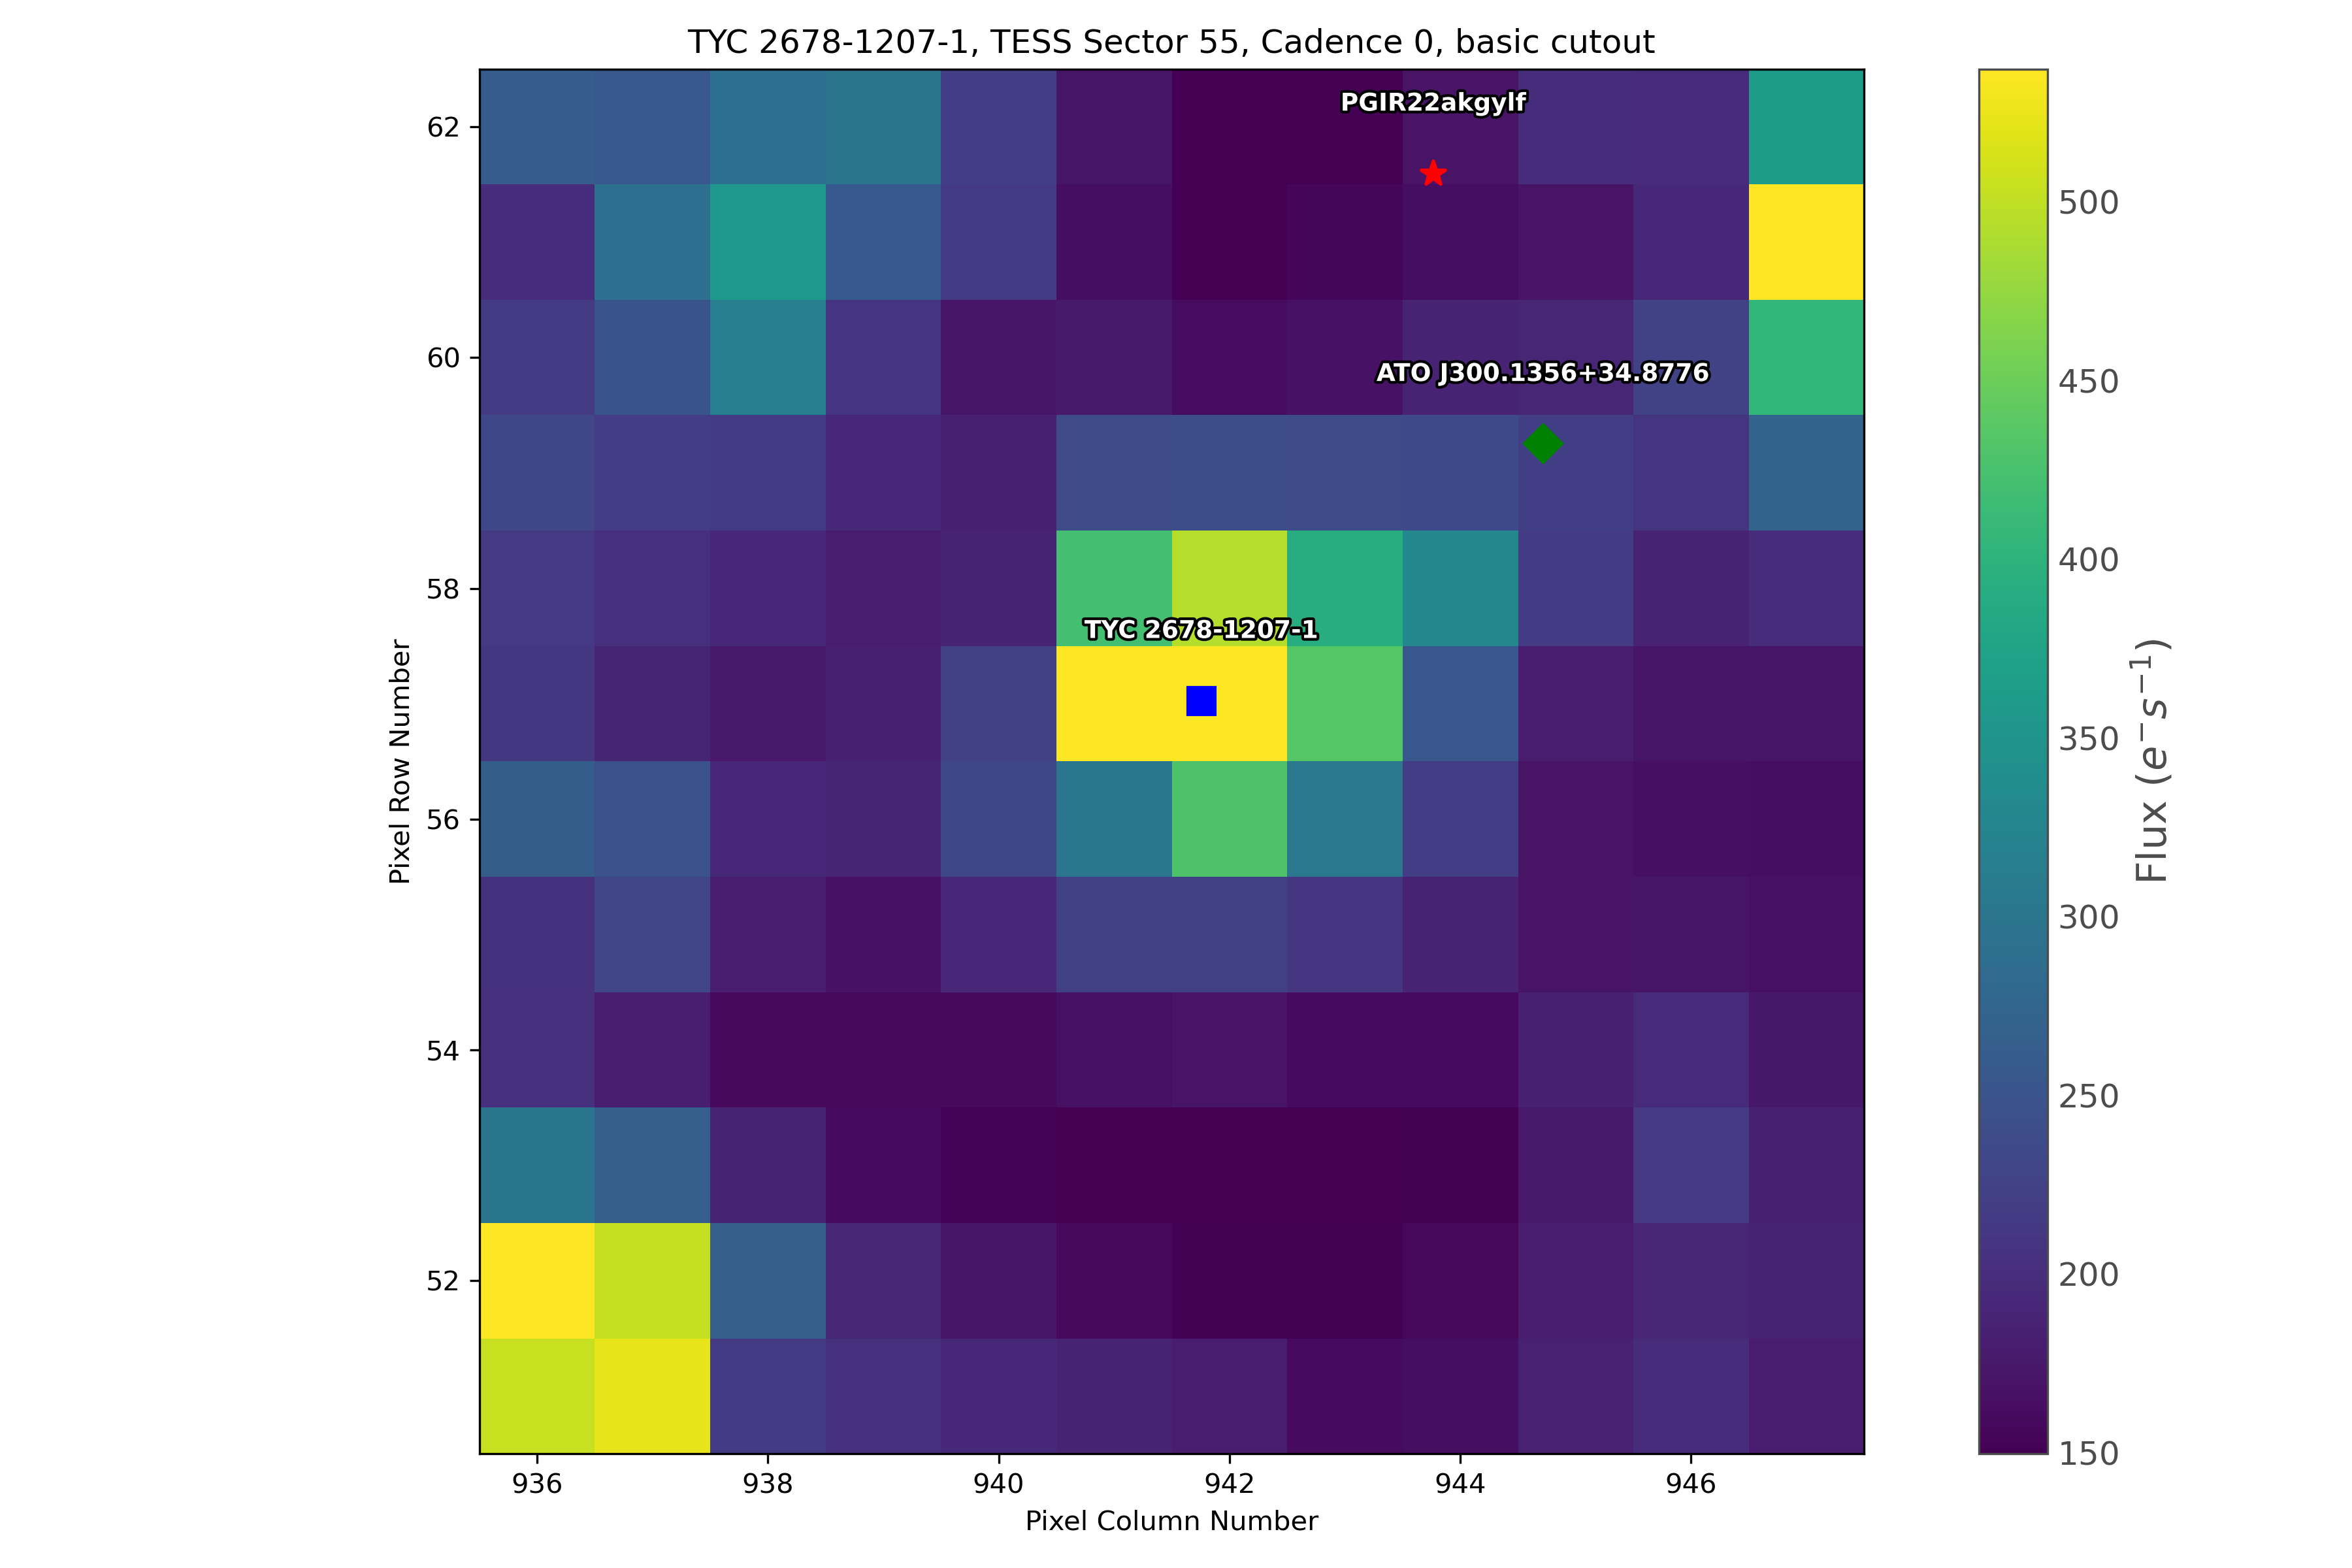 TYC 2678-1207-1, TESS Sector 55, Cadence 0, basic cutout
PGIR22akgylf
ATO J300.1356+34.8776
TYC 2678-1207-1
Pixel Row Number
62
60
58
56
54
52
936
938
940
942
944
946
Pixel Column Number
500
450
400
350
300
250
200
150
Flux (e⁻s⁻¹)